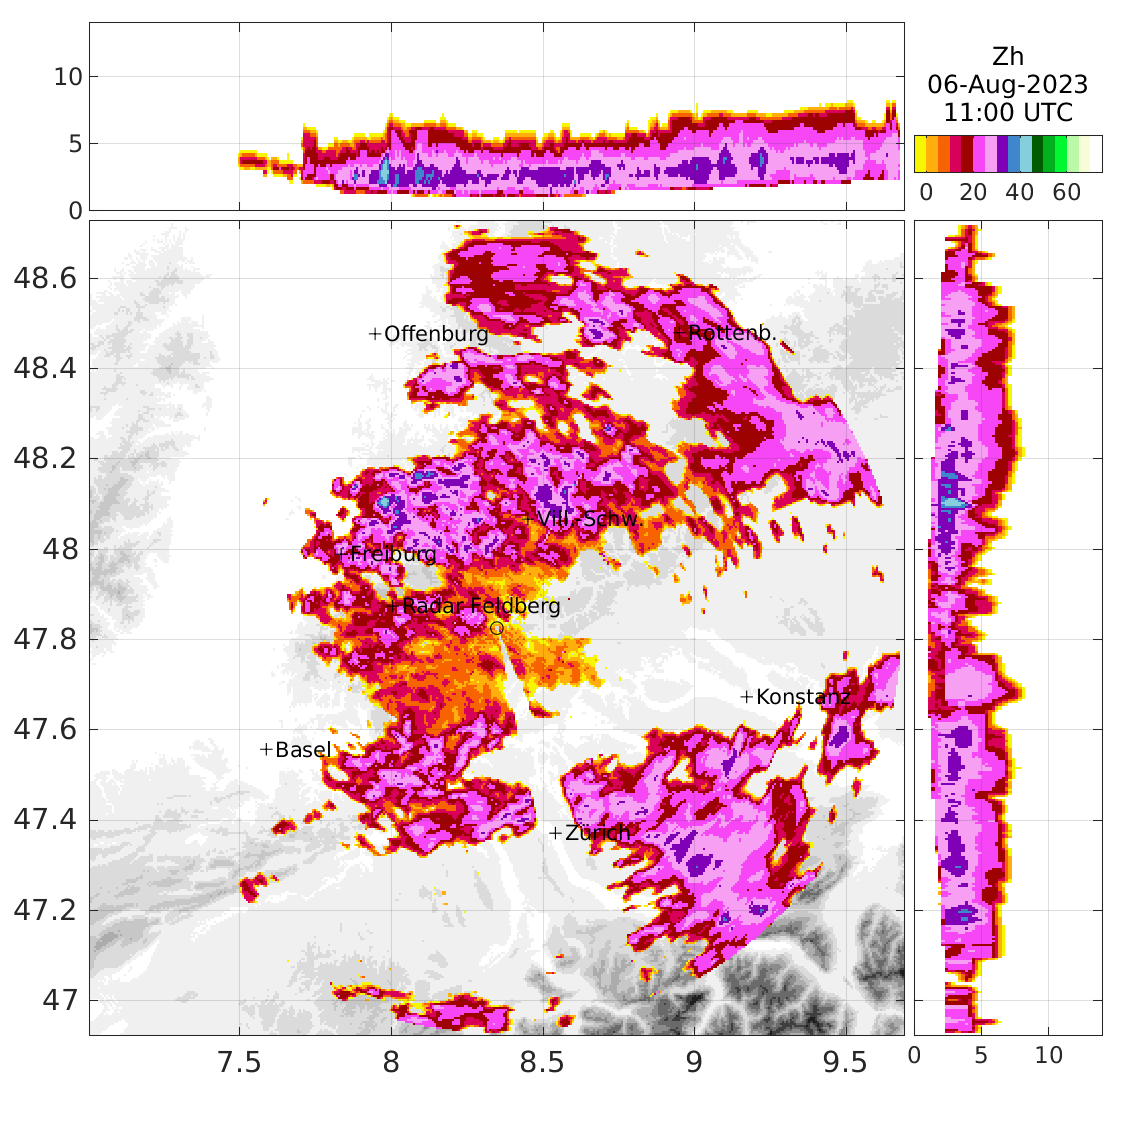 Zh
06-Aug-2023
11:00 UTC
0 20 40 60
10
5
0
48.6
48.4
48.2
48
47.8
47.6
47.4
47.2
47
+Offenburg
+Rottenb.
+Vill.-Schw.
+Freiburg
+Radar Feldberg
+Konstanz
+Basel
+Zürich
7.5 8 8.5 9 9.5
0 5 10